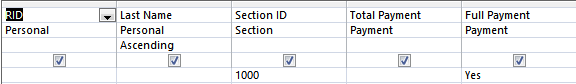 RID Last Name Section ID Total Payment Full Payment
Personal Personal Section Payment Payment
Ascending
1000 Yes